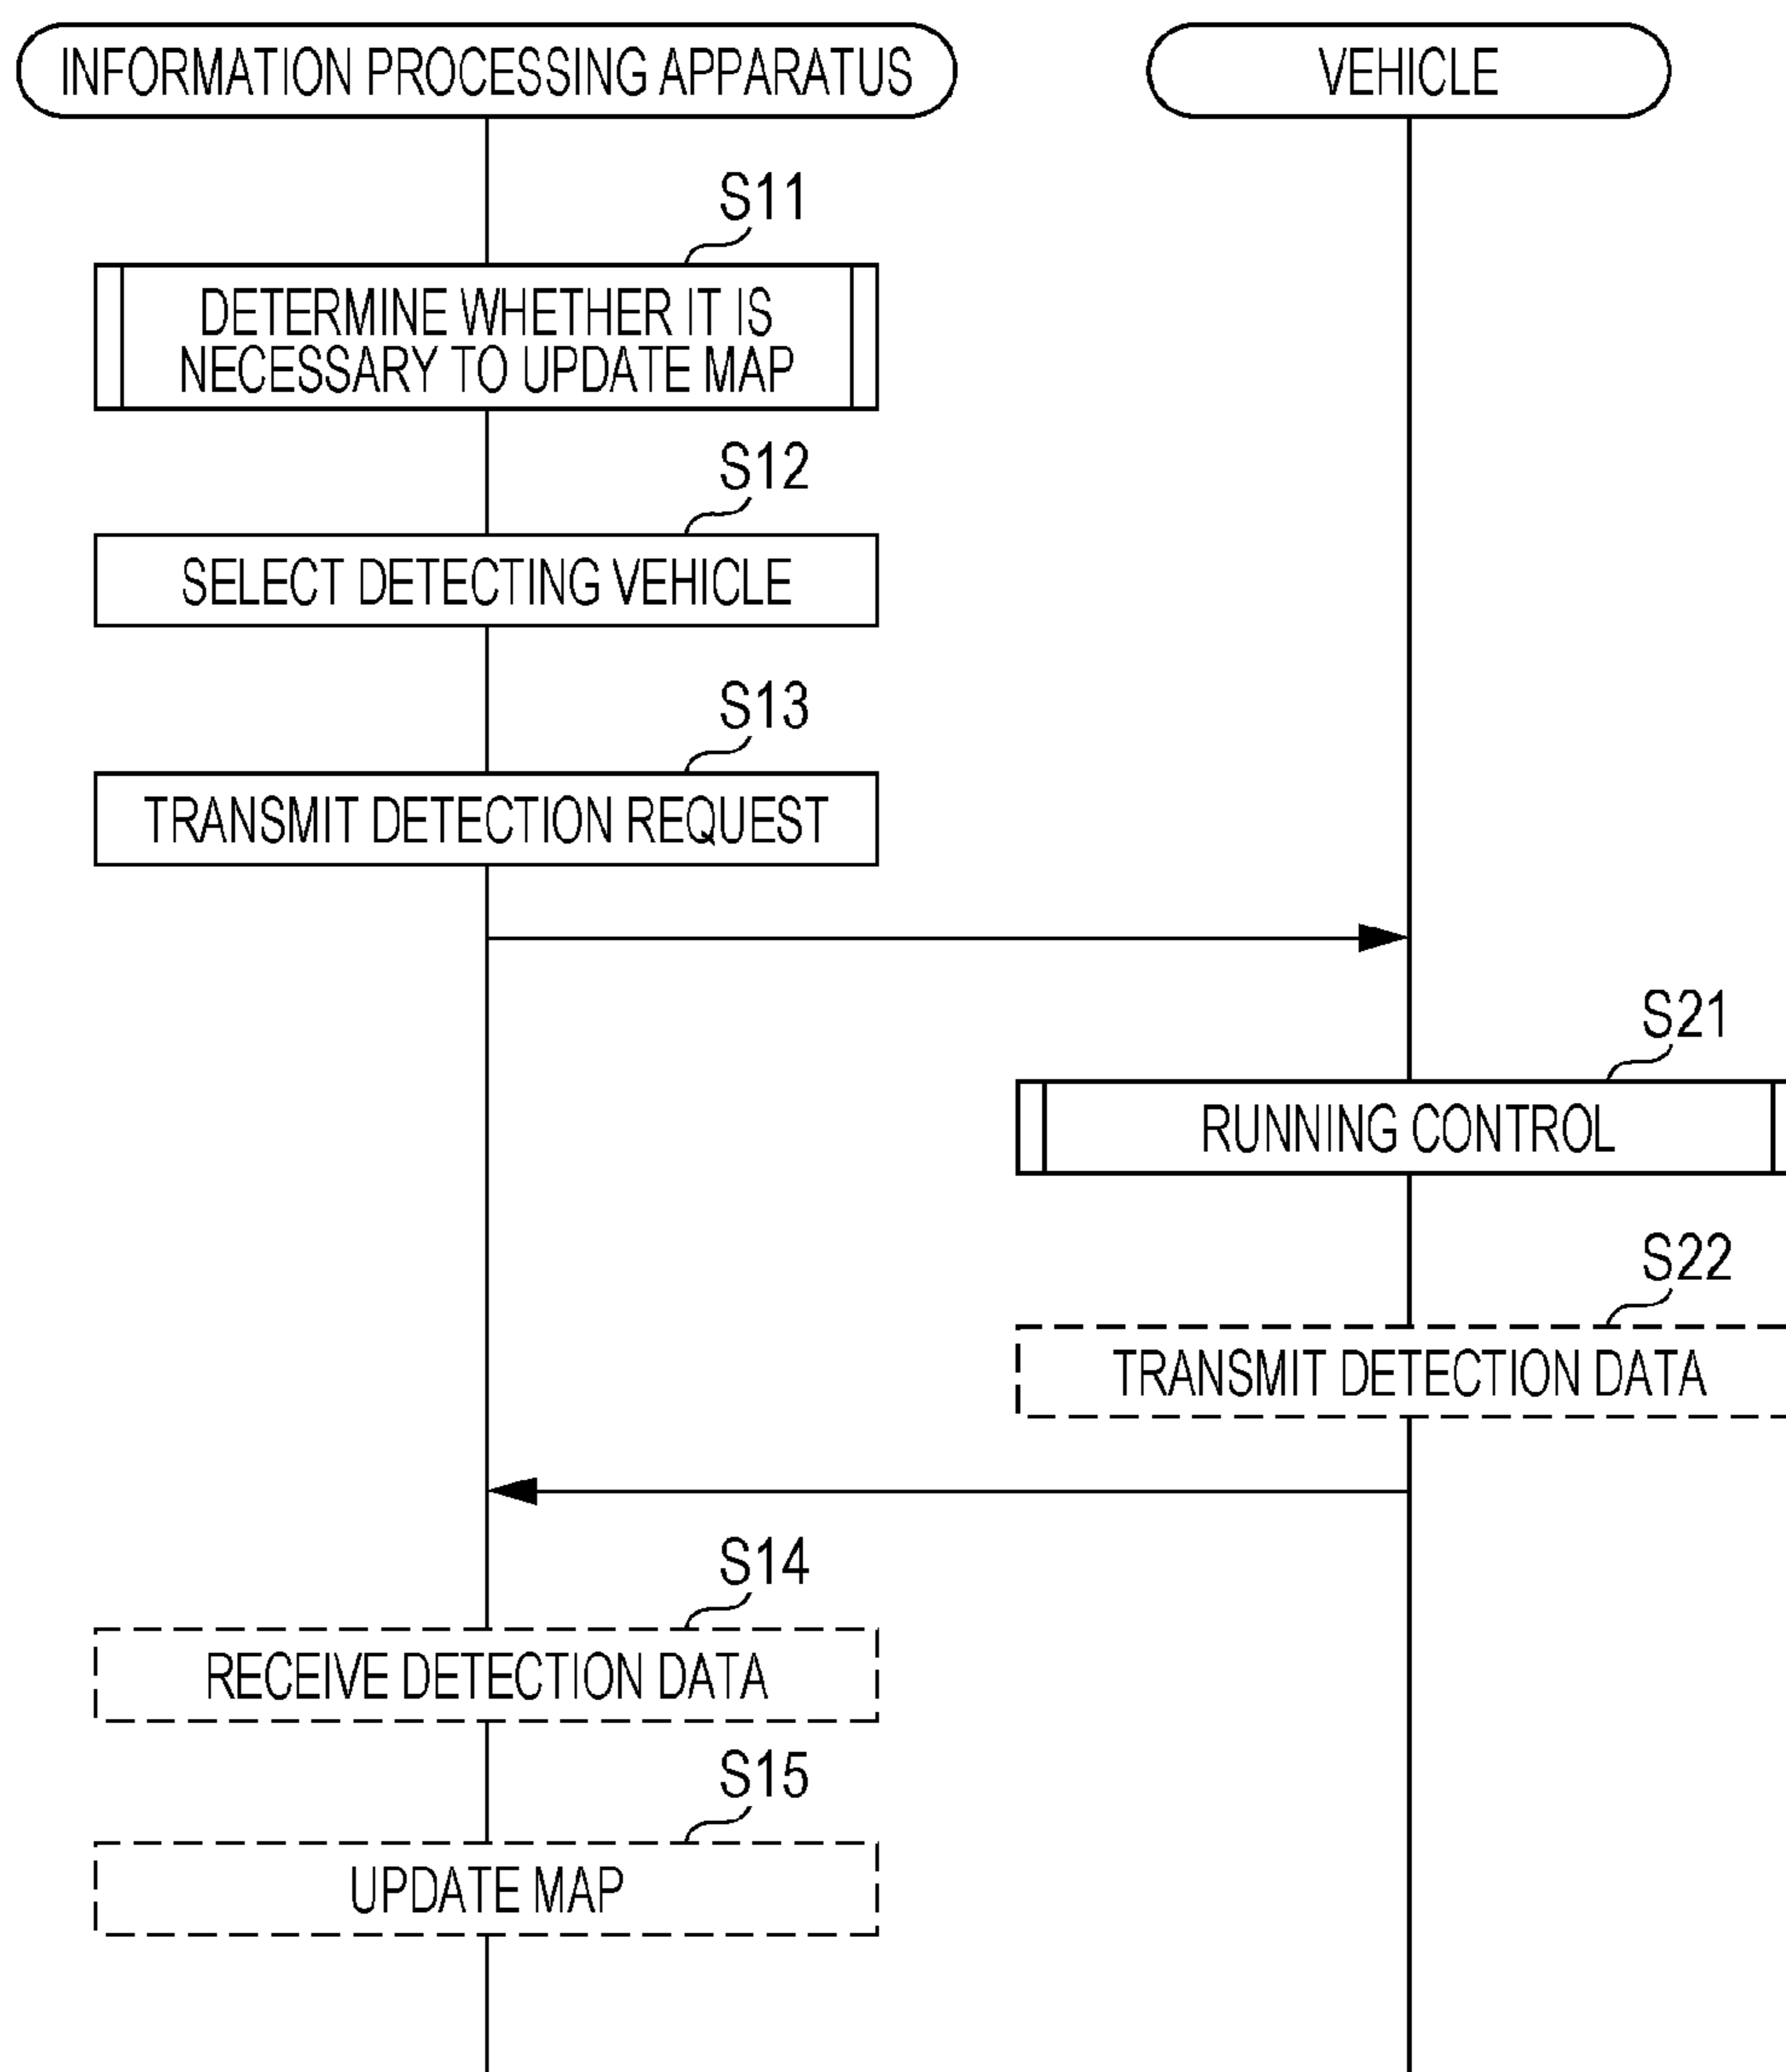 INFORMATION PROCESSING APPARATUS
VEHICLE
S11
DETERMINE WHETHER IT IS
NECESSARY TO UPDATE MAP
S12
SELECT DETECTING VEHICLE
S13
TRANSMIT DETECTION REQUEST
S21
RUNNING CONTROL
S22
TRANSMIT DETECTION DATA
S14
RECEIVE DETECTION DATA
S15
UPDATE MAP